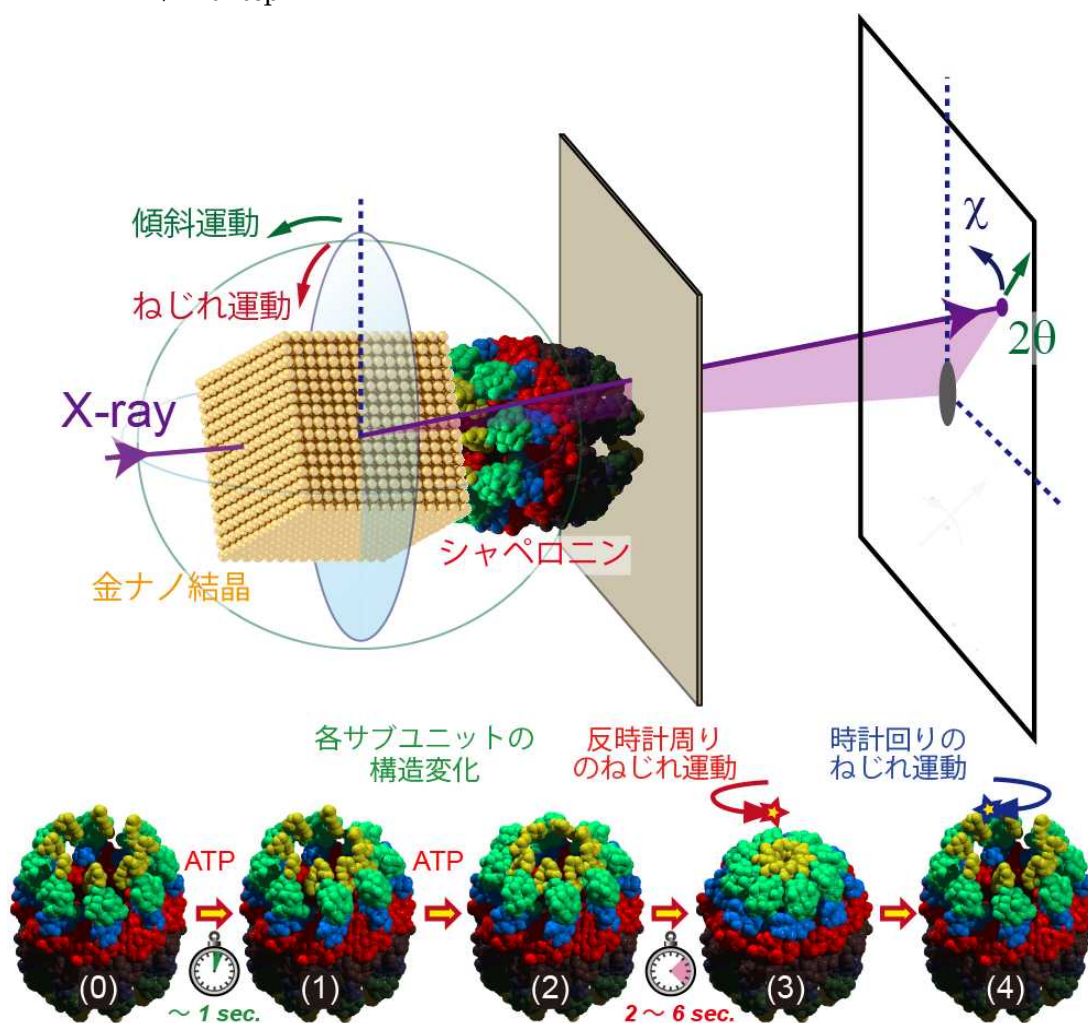 傾斜運動
ねじれ運動
X-ray
金ナノ結晶
シャペロニン
χ
2θ
各サブユニットの
構造変化
反時計周り
のねじれ運動
時計回りの
ねじれ運動
ATP
ATP
(0)
(1)
(2)
(3)
(4)
～ 1 sec.
2 ～ 6 sec.